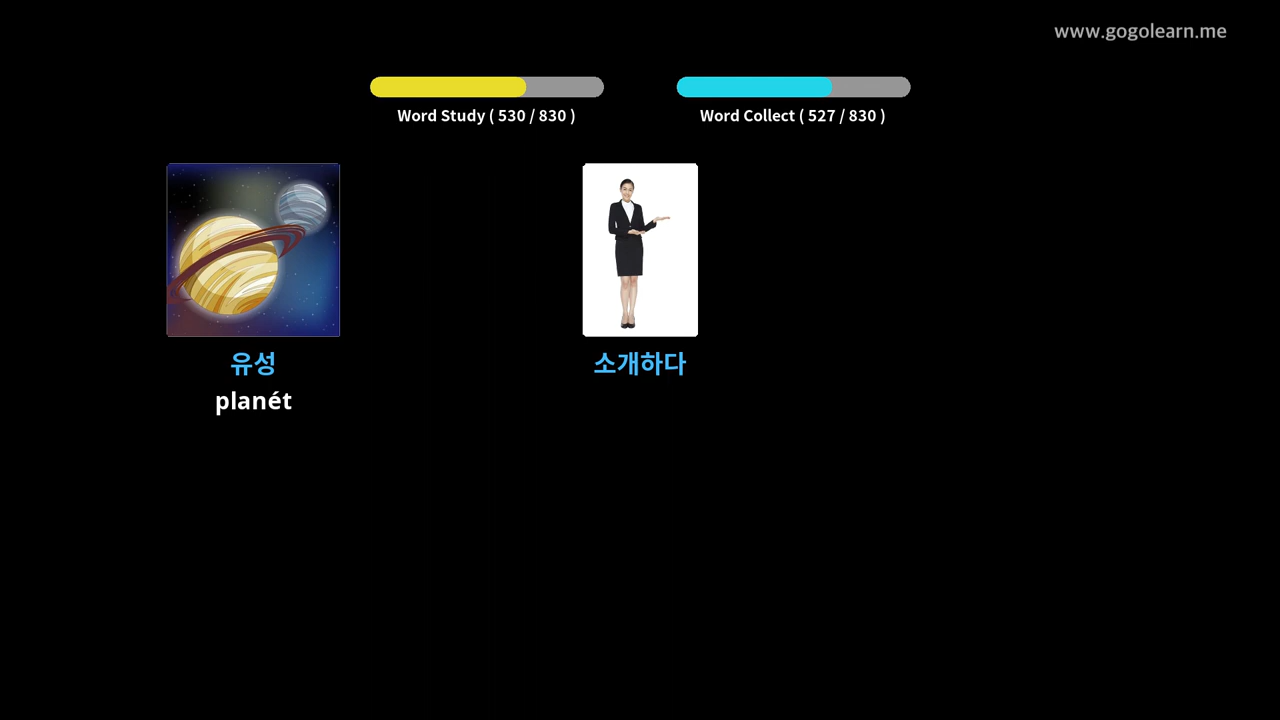 www.gogolearn.me
Word Study ( 530 / 830 )
Word Collect ( 527 / 830 )
유성
planét
소개하다